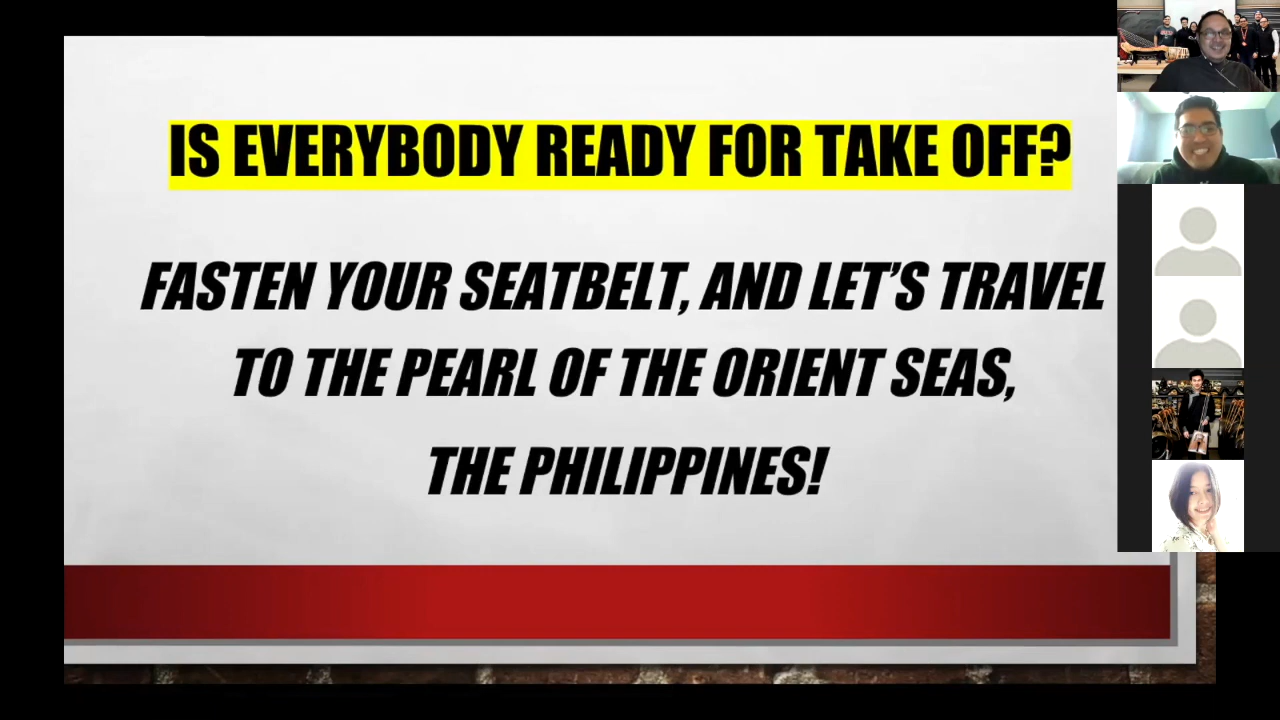 IS EVERYBODY READY FOR TAKE OFF?
FASTEN YOUR SEATBELT, AND LET'S TRAVEL
TO THE PEARL OF THE ORIENT SEAS,
THE PHILIPPINES!